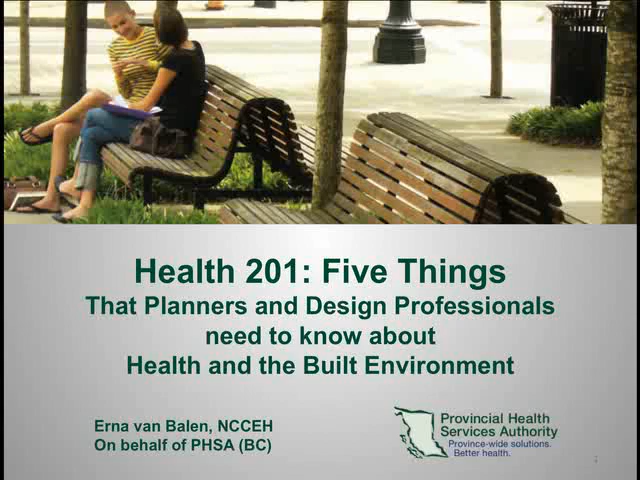 Health 201: Five Things
That Planners and Design Professionals
need to know about
Health and the Built Environment
Erna van Balen, NCCEH
On behalf of PHSA (BC)
Provincial Health
Services Authority
Province-wide solutions.
Better health.